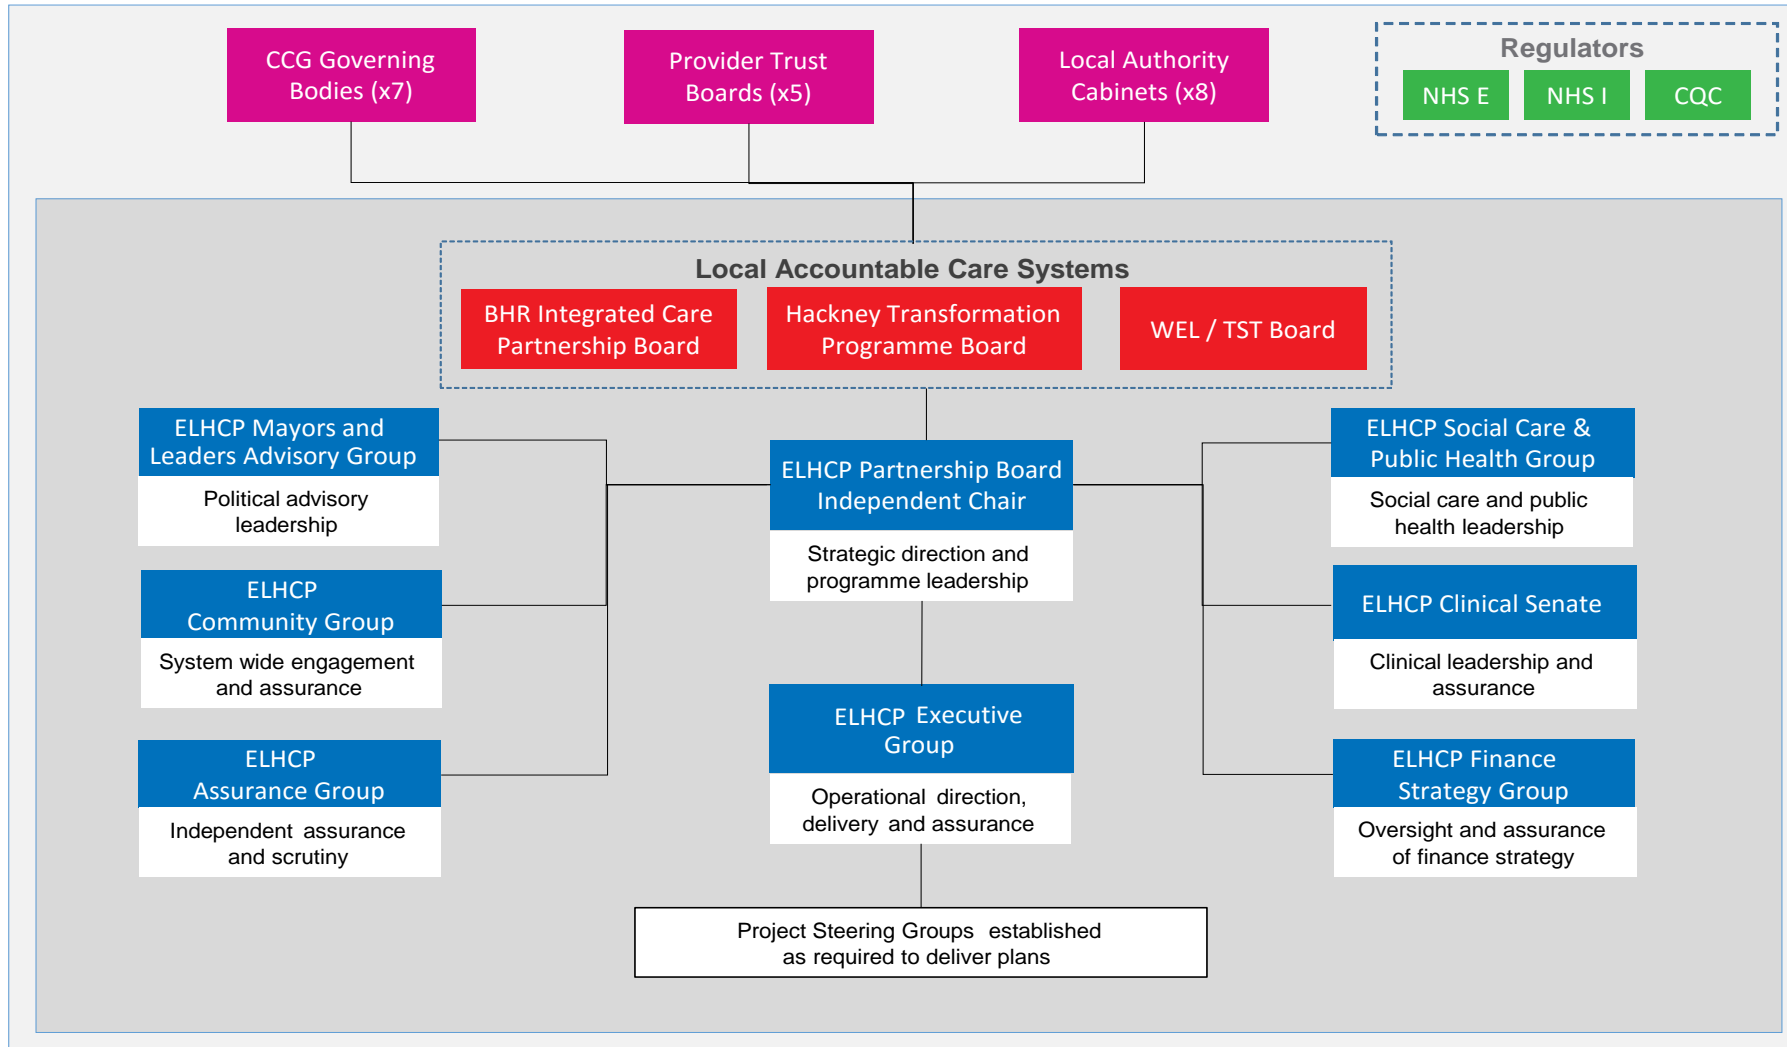 CCG Governing
Bodies (x7)
Provider Trust
Boards (x5)
Local Authority
Cabinets (x8)
Regulators
NHS E
NHS I
CQC
Local Accountable Care Systems
BHR Integrated Care
Partnership Board
Hackney Transformation
Programme Board
WEL / TST Board
ELHCP Mayors and
Leaders Advisory Group
Political advisory
leadership
ELHCP
Community Group
System wide engagement
and assurance
ELHCP
Assurance Group
Independent assurance
and scrutiny
ELHCP Partnership Board
Independent Chair
Strategic direction and
programme leadership
ELHCP Executive
Group
Operational direction,
delivery and assurance
Project Steering Groups established
as required to deliver plans
ELHCP Social Care &
Public Health Group
Social care and public
health leadership
ELHCP Clinical Senate
Clinical leadership and
assurance
ELHCP Finance
Strategy Group
Oversight and assurance
of finance strategy